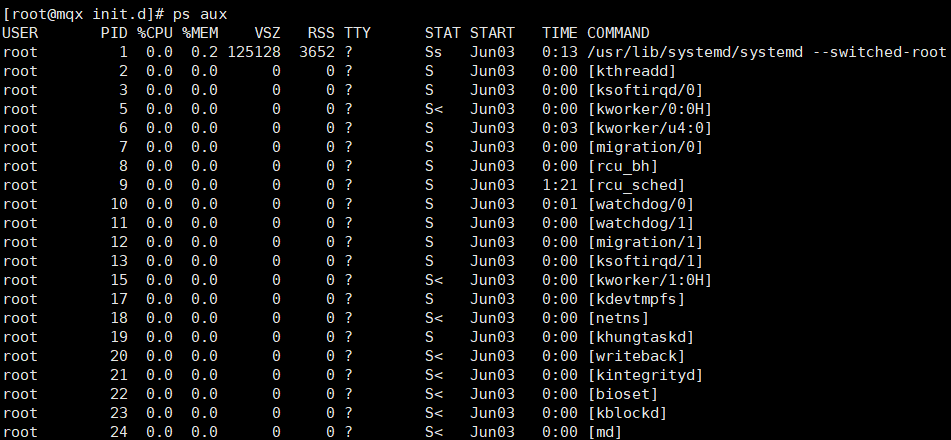 [root@mqx init.d]# ps aux
USER       PID %CPU %MEM    VSZ   RSS TTY        STAT START   TIME COMMAND
root         1  0.0  0.2 125128  3652 ?        Ss   Jun03   0:13 /usr/lib/systemd/systemd --switched-root
root         2  0.0  0.0      0     0 ?        S    Jun03   0:00 [kthreadd]
root         3  0.0  0.0      0     0 ?        S    Jun03   0:00 [ksoftirqd/0]
root         5  0.0  0.0      0     0 ?        S<   Jun03   0:00 [kworker/0:0H]
root         6  0.0  0.0      0     0 ?        S    Jun03   0:03 [kworker/u4:0]
root         7  0.0  0.0      0     0 ?        S    Jun03   0:00 [migration/0]
root         8  0.0  0.0      0     0 ?        S    Jun03   0:00 [rcu_bh]
root         9  0.0  0.0      0     0 ?        S    Jun03   1:21 [rcu_sched]
root        10  0.0  0.0      0     0 ?        S    Jun03   0:01 [watchdog/0]
root        11  0.0  0.0      0     0 ?        S    Jun03   0:00 [watchdog/1]
root        12  0.0  0.0      0     0 ?        S    Jun03   0:00 [migration/1]
root        13  0.0  0.0      0     0 ?        S    Jun03   0:00 [ksoftirqd/1]
root        15  0.0  0.0      0     0 ?        S<   Jun03   0:00 [kworker/1:0H]
root        17  0.0  0.0      0     0 ?        S    Jun03   0:00 [kdevtmpfs]
root        18  0.0  0.0      0     0 ?        S<   Jun03   0:00 [netns]
root        19  0.0  0.0      0     0 ?        S    Jun03   0:00 [khungtaskd]
root        20  0.0  0.0      0     0 ?        S<   Jun03   0:00 [writeback]
root        21  0.0  0.0      0     0 ?        S<   Jun03   0:00 [kintegrityd]
root        22  0.0  0.0      0     0 ?        S<   Jun03   0:00 [bioset]
root        23  0.0  0.0      0     0 ?        S<   Jun03   0:00 [kblockd]
root        24  0.0  0.0      0     0 ?        S<   Jun03   0:00 [md]